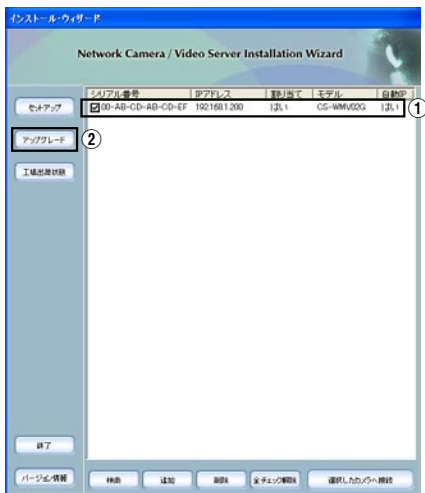 インストール・ウィザード
Network Camera / Video Server Installation Wizard
シリアル番号 IPアドレス 割り当て モデル 自動IP
00-AB-CD-AB-CD-EF 192.168.1.200 はい CS-WMV02G はい
①
セットアップ
アップグレード
②
工場出荷状態
終了
バージョン情報
検索 追加 削除 全チェック解除 選択したカメラへ接続